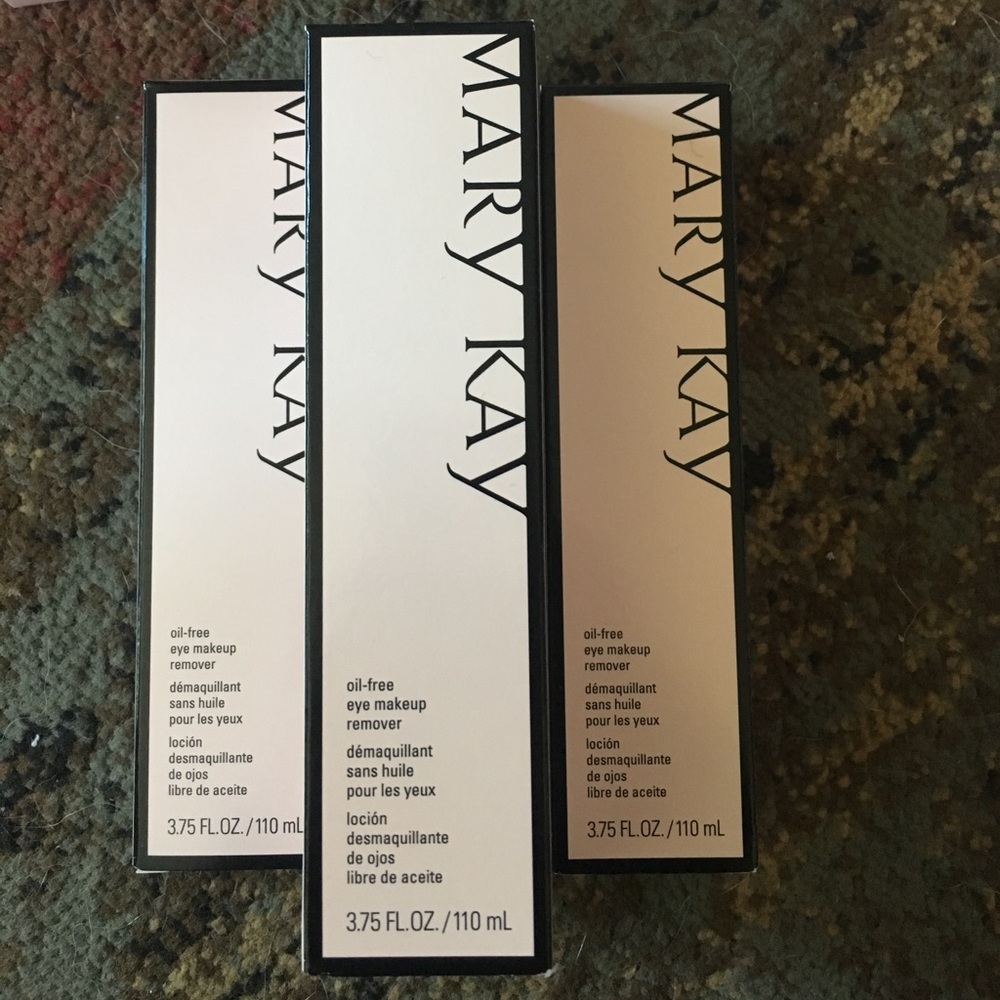 MARY KAY
oil-free
eye makeup
remover
démaquillant
sans huile
pour les yeux
loción
desmaquillante
de ojos
libre de aceite
3.75 FL.OZ. / 110 mL
MARY KAY
oil-free
eye makeup
remover
démaquillant
sans huile
pour les yeux
loción
desmaquillante
de ojos
libre de aceite
3.75 FL.OZ. / 110 mL
MARY KAY
oil-free
eye makeup
remover
démaquillant
sans huile
pour les yeux
loción
desmaquillante
de ojos
libre de aceite
3.75 FL.OZ. / 110 mL